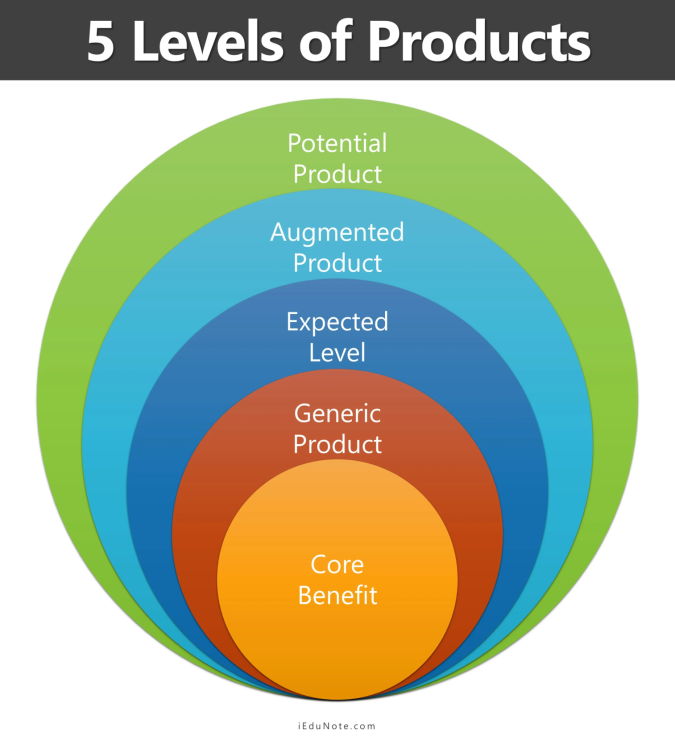 5 Levels of Products
Potential
Product
Augmented
Product
Expected
Level
Generic
Product
Core
Benefit
iEduNote.com